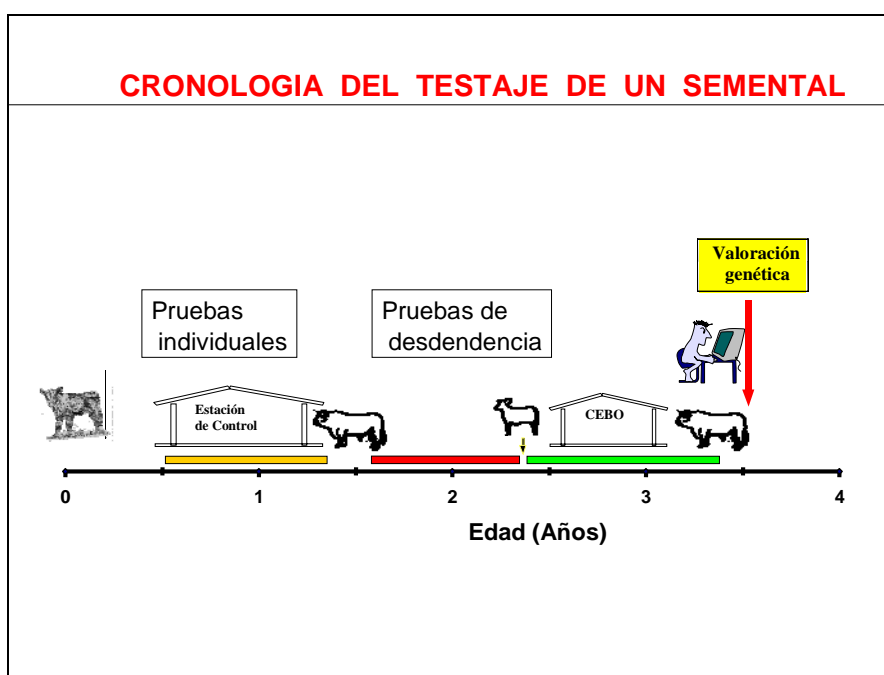 CRONOLOGIA DEL TESTAJE DE UN SEMENTAL
Valoración
genética
Pruebas
individuales
Pruebas de
desdendencia
Estación
de Control
CEBO
0 1 2 3 4
Edad (Años)